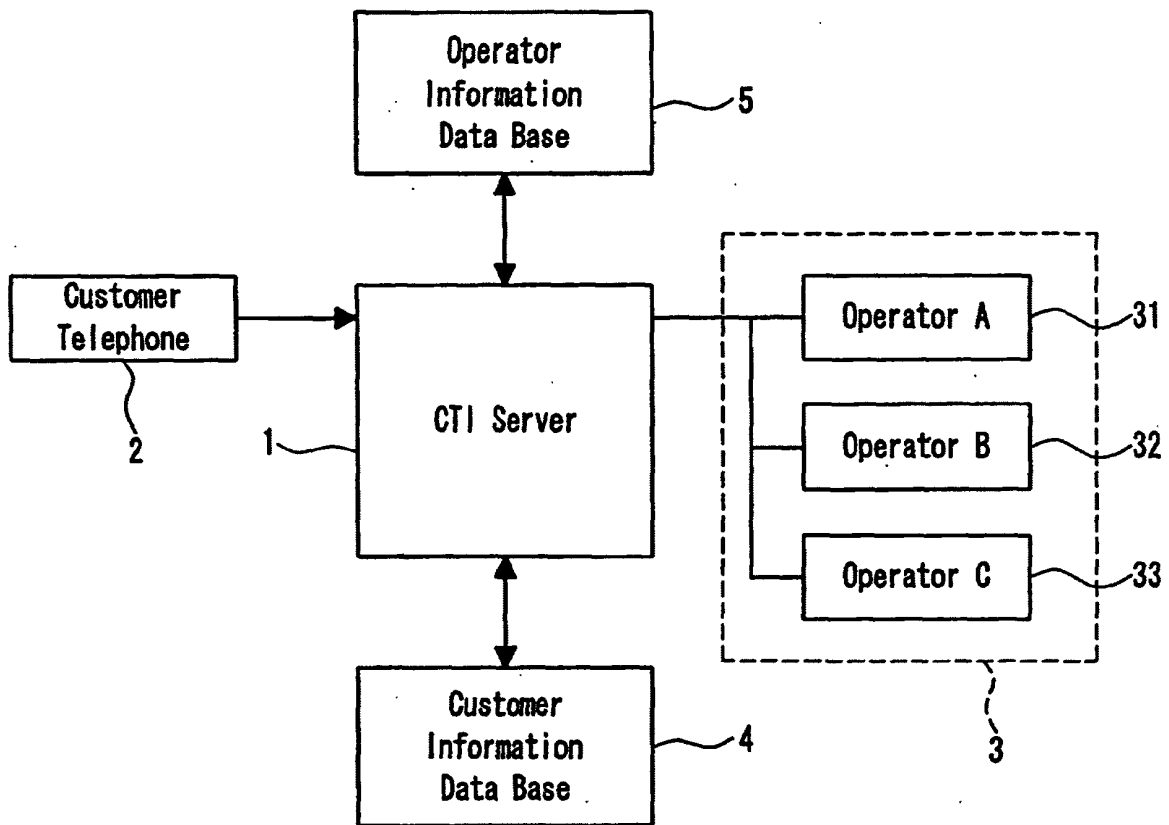 Operator
Information
Data Base
5
Customer
Telephone
2
CTI Server
1
Operator A
31
Operator B
32
Operator C
33
3
Customer
Information
Data Base
4